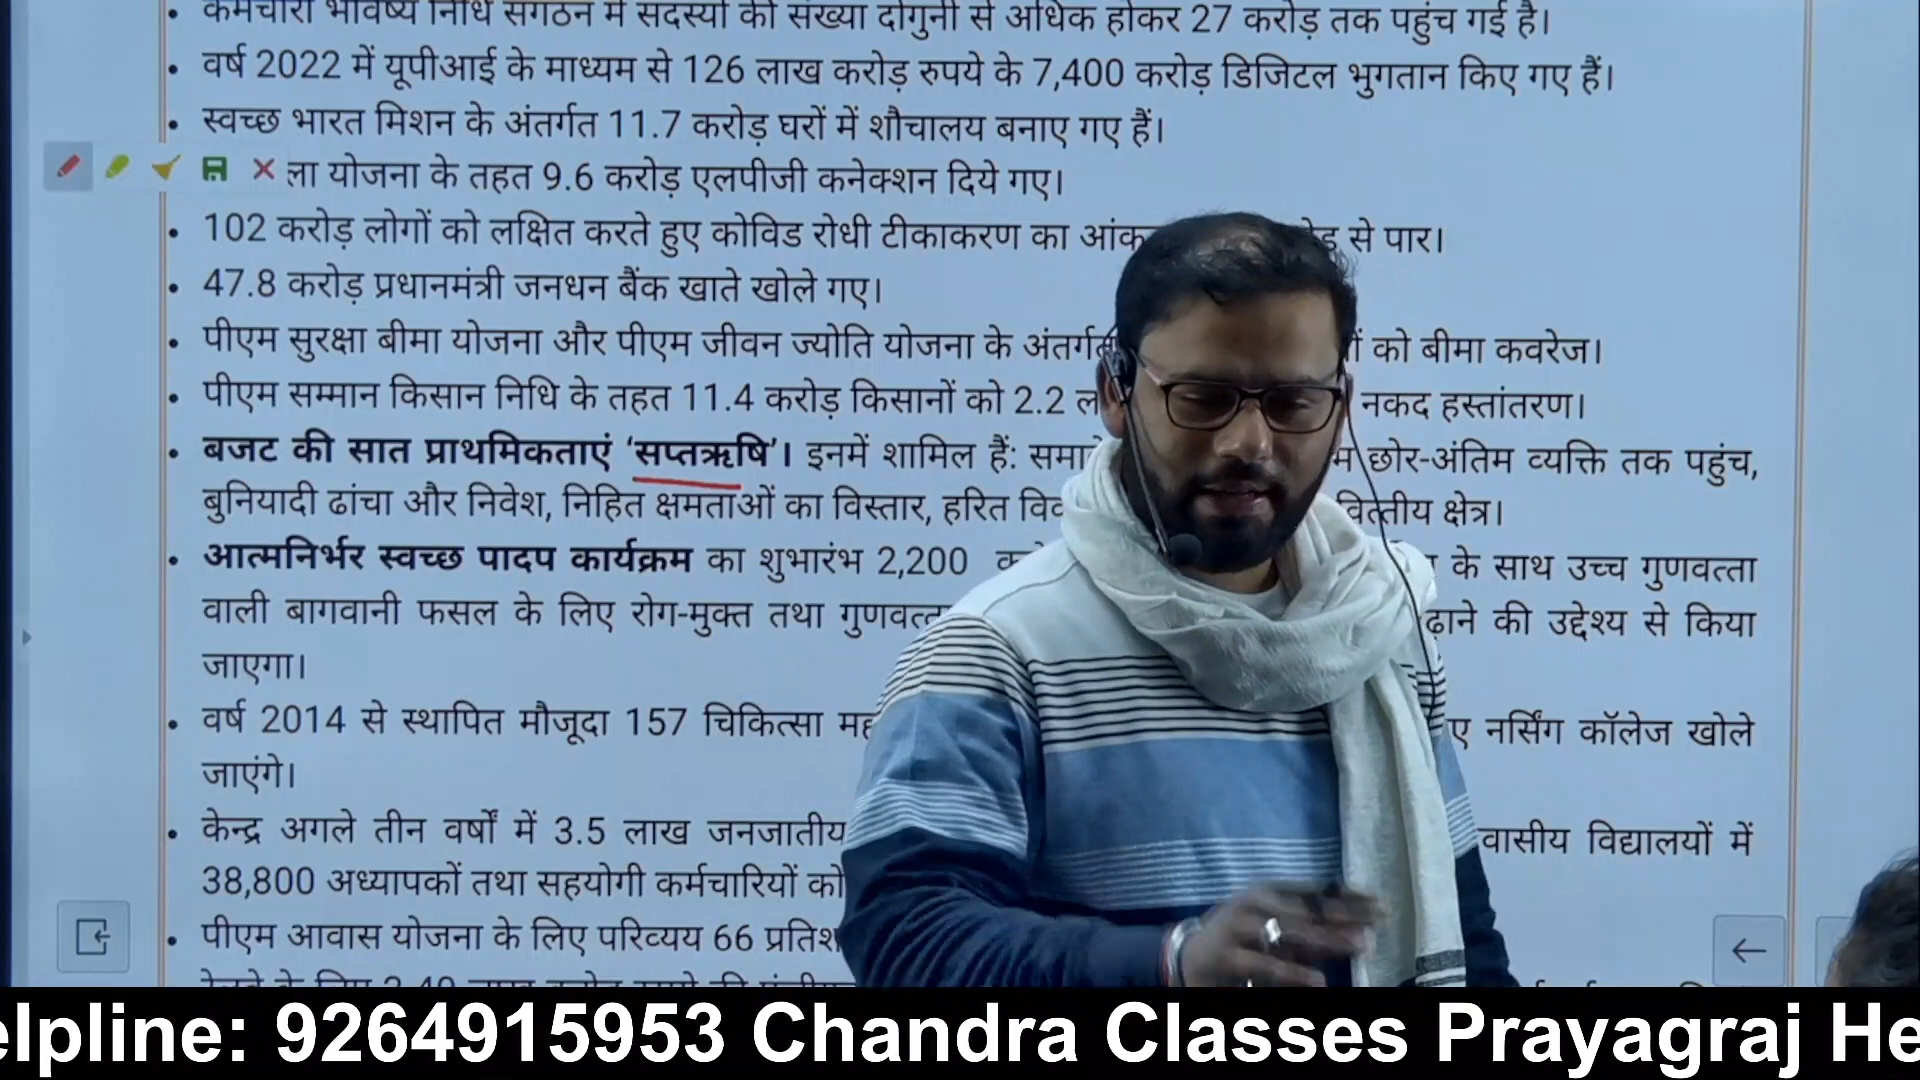 कर्मचारी भविष्य निधि संगठन में सदस्यों की संख्या दोगुनी से अधिक होकर 27 करोड़ तक पहुंच गई है।
• वर्ष 2022 में यूपीआई के माध्यम से 126 लाख करोड़ रुपये के 7,400 करोड़ डिजिटल भुगतान किए गए हैं।
• स्वच्छ भारत मिशन के अंतर्गत 11.7 करोड़ घरों में शौचालय बनाए गए हैं।
ला योजना के तहत 9.6 करोड़ एलपीजी कनेक्शन दिये गए।
• 102 करोड़ लोगों को लक्षित करते हुए कोविड रोधी टीकाकरण का से पार।
• 47.8 करोड़ प्रधानमंत्री जनधन बैंक खाते खोले गए।
• पीएम सुरक्षा बीमा योजना और पीएम जीवन ज्योति योजना के अंतर्गत को बीमा कवरेज।
• पीएम सम्मान किसान निधि के तहत 11.4 करोड़ किसानों को 2.2 नकद हस्तांतरण।
• बजट की सात प्राथमिकताएं ‘सप्तऋषि’। इनमें शामिल हैं: छोर-अंतिम व्यक्ति तक पहुंच,
बुनियादी ढांचा और निवेश, निहित क्षमताओं का विस्तार, हरित वित्तीय क्षेत्र।
• आत्मनिर्भर स्वच्छ पादप कार्यक्रम का शुभारंभ 2,200 के साथ उच्च गुणवत्ता
वाली बागवानी फसल के लिए रोग-मुक्त तथा की उद्देश्य से किया
जाएगा।
• वर्ष 2014 से स्थापित मौजूदा 157 चिकित्सा नर्सिंग कॉलेज खोले
जाएंगे।
• केन्द्र अगले तीन वर्षों में 3.5 लाख जनजातीय वासीय विद्यालयों में
38,800 अध्यापकों तथा सहयोगी कर्मचारियों को
• पीएम आवास योजना के लिए परिव्यय 66
elpline: 9264915953 Chandra Classes Prayagraj He